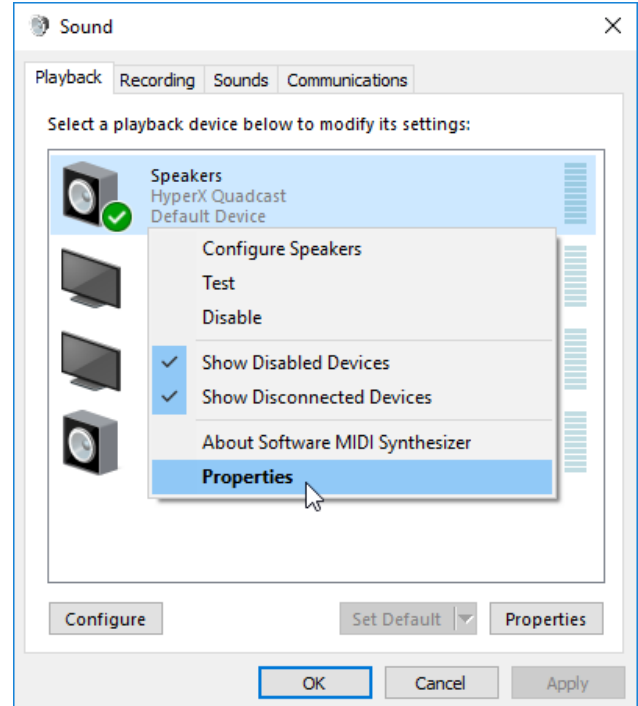 Sound
Playback Recording Sounds Communications
Select a playback device below to modify its settings:
Speakers
HyperX Quadcast
Default Device
Configure Speakers
Test
Disable
Show Disabled Devices
Show Disconnected Devices
About Software MIDI Synthesizer
Properties
Configure Set Default Properties
OK Cancel Apply